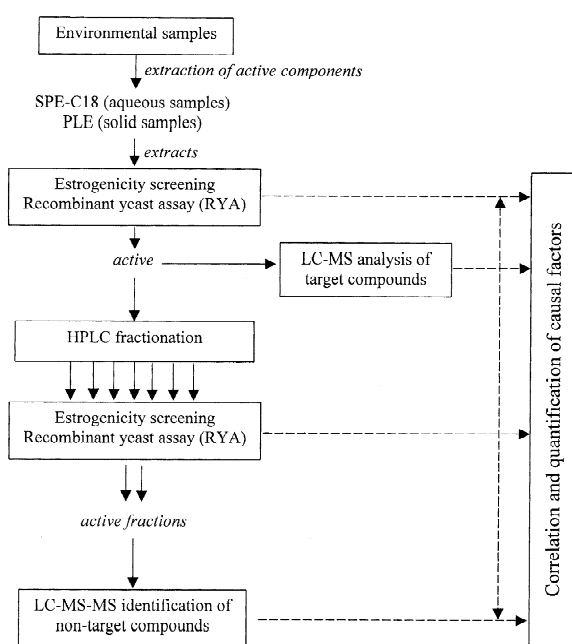 Environmental samples
extraction of active components
SPE-C18 (aqueous samples)
PLE (solid samples)
extracts
Estrogenicity screening
Recombinant yeast assay (RYA)
active
LC-MS analysis of
target compounds
HPLC fractionation
Estrogenicity screening
Recombinant yeast assay (RYA)
active fractions
LC-MS-MS identification of
non-target compounds
Correlation and quantification of causal factors